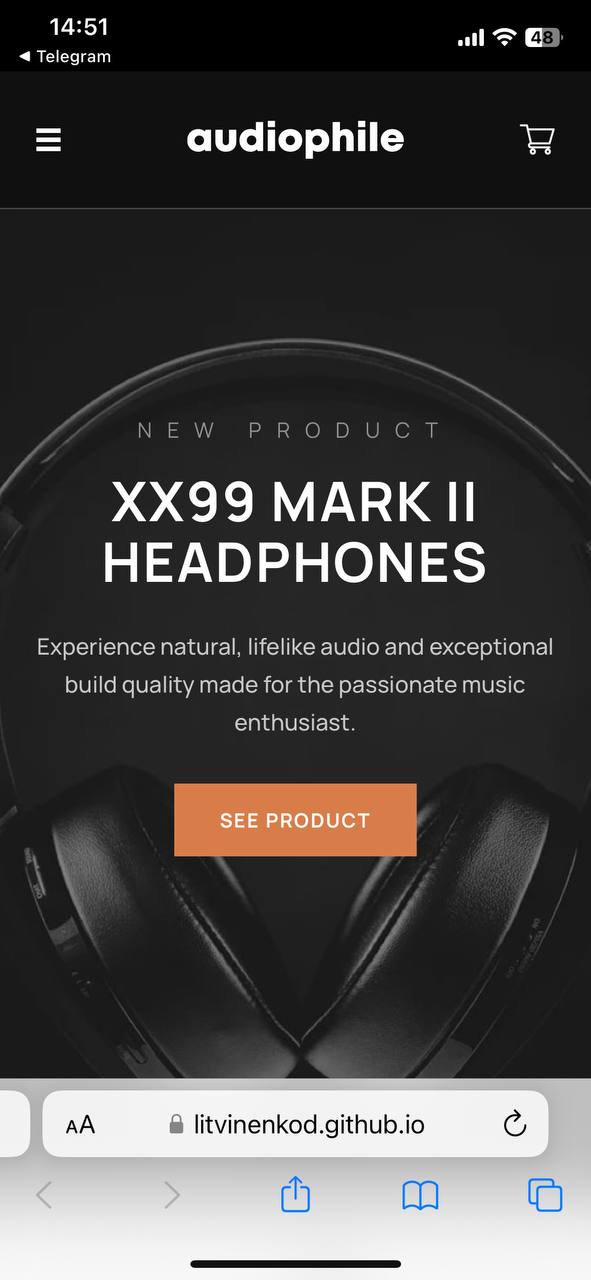 14:51
48
◀ Telegram
audiophile
NEW PRODUCT
XX99 MARK II
HEADPHONES
Experience natural, lifelike audio and exceptional
build quality made for the passionate music
enthusiast.
SEE PRODUCT
AA
litvinenkod.github.io